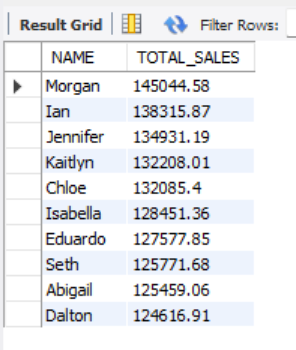 Result Grid Filter Rows:
NAME TOTAL_SALES
Morgan 145044.58
Ian 138315.87
Jennifer 134931.19
Kaitlyn 132208.01
Chloe 132085.4
Isabella 128451.36
Eduardo 127577.85
Seth 125771.68
Abigail 125459.06
Dalton 124616.91